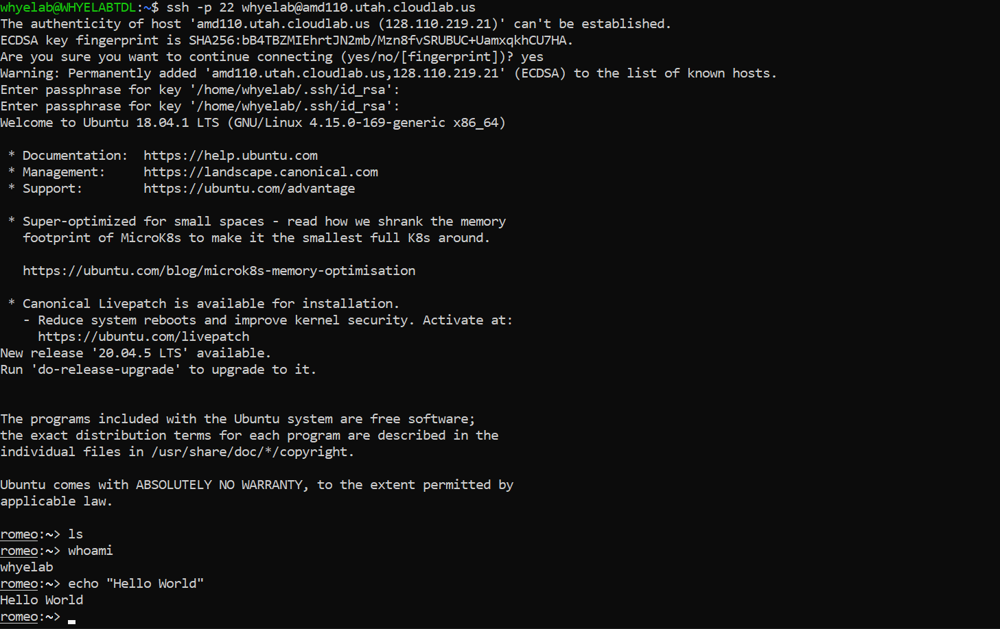 whyelab@WHYELABTDL:~$ ssh -p 22 whyelab@amd110.utah.cloudlab.us
The authenticity of host 'amd110.utah.cloudlab.us (128.110.219.21)' can't be established.
ECDSA key fingerprint is SHA256:bB4TBZMIEhrtJN2mb/Mzn8fvSRUBUC+UamxqkhCU7HA.
Are you sure you want to continue connecting (yes/no/[fingerprint])? yes
Warning: Permanently added 'amd110.utah.cloudlab.us,128.110.219.21' (ECDSA) to the list of known hosts.
Enter passphrase for key '/home/whyelab/.ssh/id_rsa':
Enter passphrase for key '/home/whyelab/.ssh/id_rsa':
Welcome to Ubuntu 18.04.1 LTS (GNU/Linux 4.15.0-169-generic x86_64)

 * Documentation:  https://help.ubuntu.com
 * Management:     https://landscape.canonical.com
 * Support:        https://ubuntu.com/advantage

 * Super-optimized for small spaces - read how we shrank the memory
   footprint of MicroK8s to make it the smallest full K8s around.

   https://ubuntu.com/blog/microk8s-memory-optimisation

 * Canonical Livepatch is available for installation.
   - Reduce system reboots and improve kernel security. Activate at:
     https://ubuntu.com/livepatch
New release '20.04.5 LTS' available.
Run 'do-release-upgrade' to upgrade to it.


The programs included with the Ubuntu system are free software;
the exact distribution terms for each program are described in the
individual files in /usr/share/doc/*/copyright.

Ubuntu comes with ABSOLUTELY NO WARRANTY, to the extent permitted by
applicable law.

romeo:~> ls
romeo:~> whoami
whyelab
romeo:~> echo "Hello World"
Hello World
romeo:~>